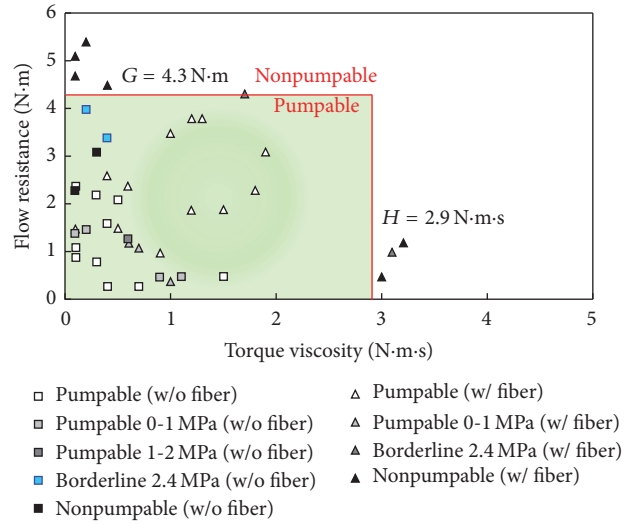 6
5
4
3
2
1
0
Flow resistance (N·m)
G = 4.3 N·m
Nonpumpable
Pumpable
H = 2.9 N·m·s
0
1
2
3
4
5
Torque viscosity (N·m·s)
Pumpable (w/o fiber)
Pumpable 0-1 MPa (w/o fiber)
Pumpable 1-2 MPa (w/o fiber)
Borderline 2.4 MPa (w/o fiber)
Nonpumpable (w/o fiber)
Pumpable (w/ fiber)
Pumpable 0-1 MPa (w/ fiber)
Borderline 2.4 MPa (w/ fiber)
Nonpumpable (w/ fiber)